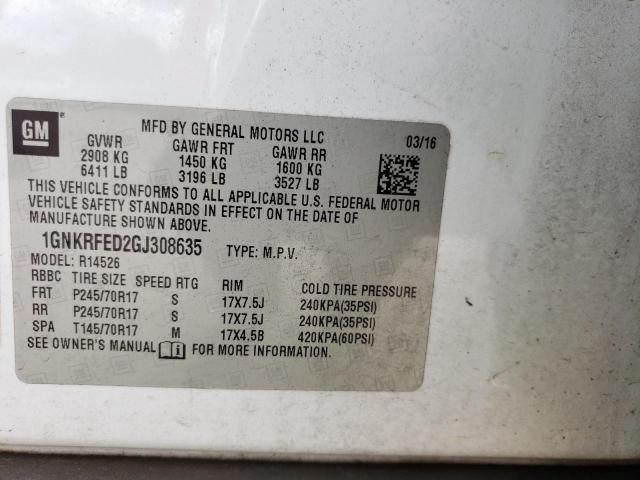 GM
MFD BY GENERAL MOTORS LLC 03/16
GVWR GAWR FRT GAWR RR
2908 KG 1450 KG 1600 KG
6411 LB 3196 LB 3527 LB
THIS VEHICLE CONFORMS TO ALL APPLICABLE U.S. FEDERAL MOTOR
VEHICLE SAFETY STANDARDS IN EFFECT ON THE DATE OF
MANUFACTURE SHOWN ABOVE.
1GNKRFED2GJ308635 TYPE: M.P.V.
MODEL: R14526
RBBC TIRE SIZE SPEED RTG RIM COLD TIRE PRESSURE
FRT P245/70R17 S 17X7.5J 240KPA(35PSI)
RR P245/70R17 S 17X7.5J 240KPA(35PSI)
SPA T145/70R17 M 17X4.5B 420KPA(60PSI)
SEE OWNER'S MANUAL FOR MORE INFORMATION.